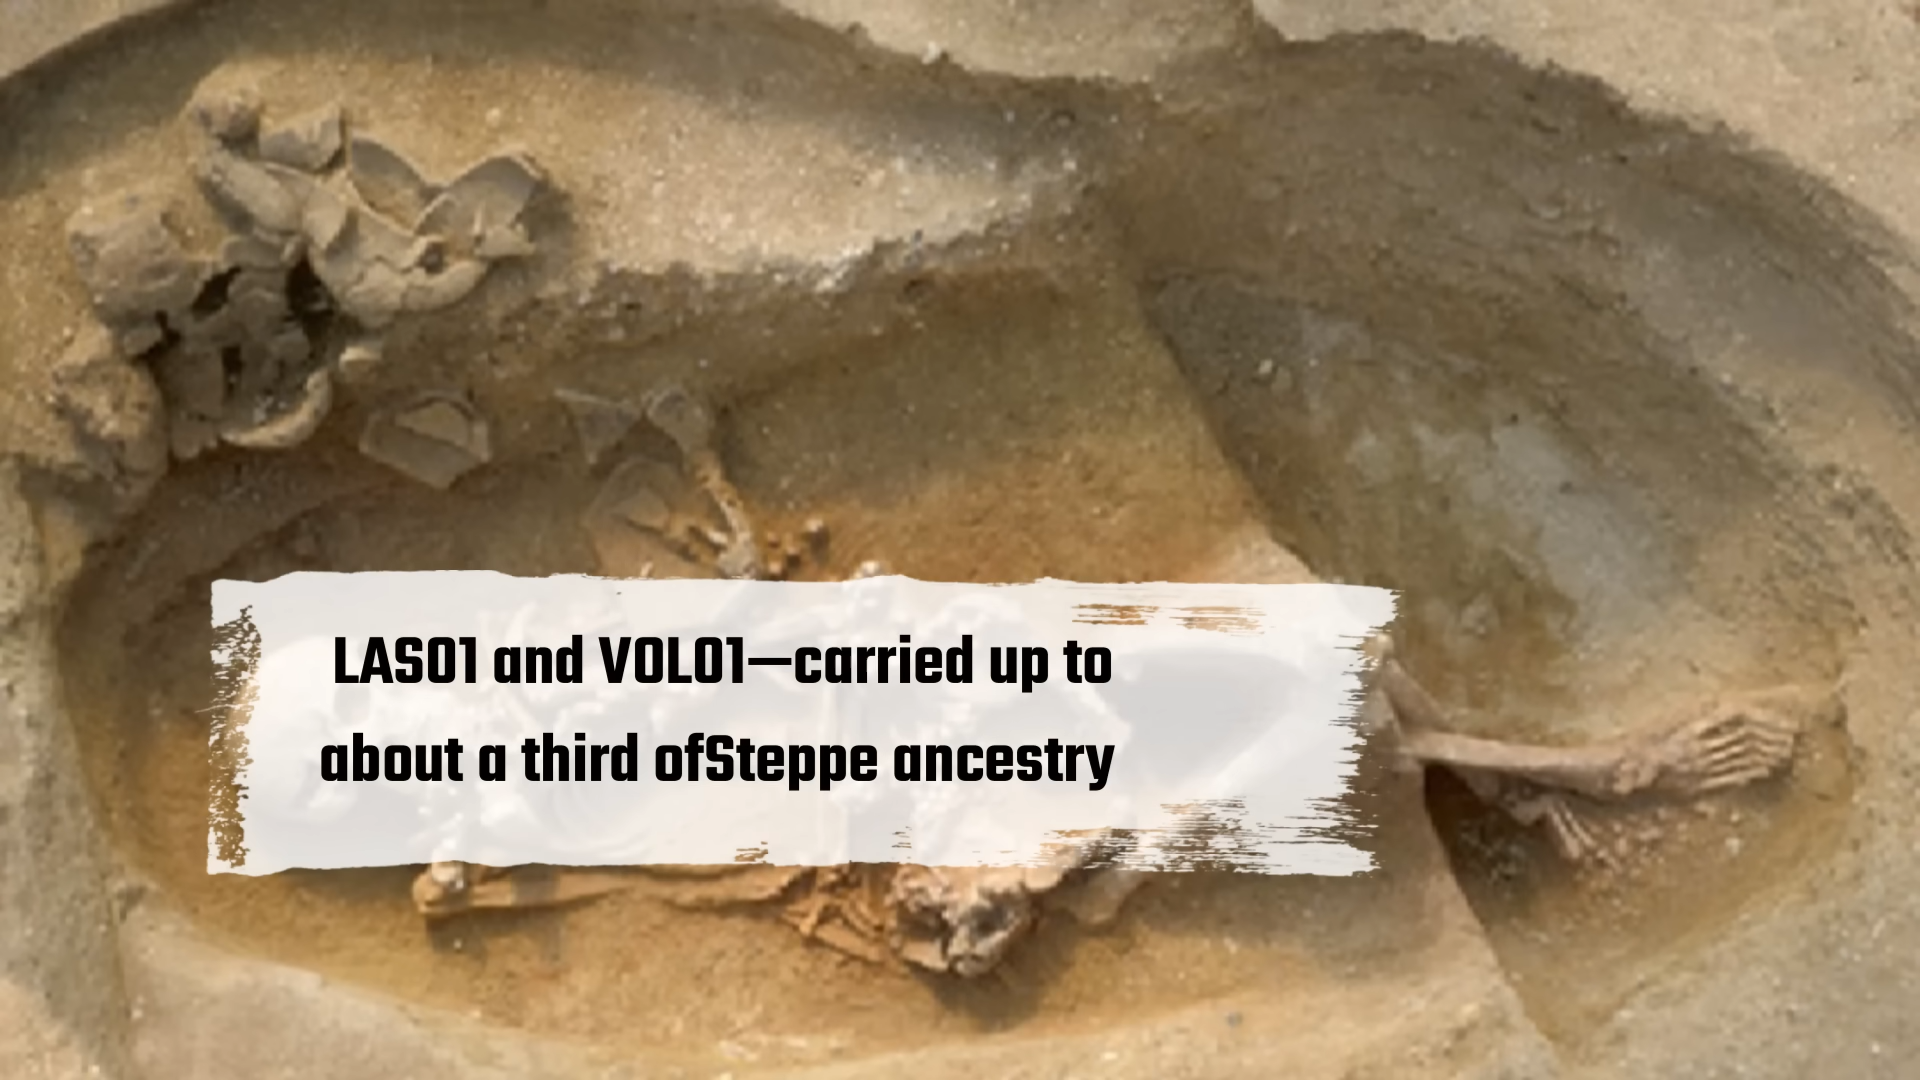 LAS01 and VOL01—carried up to
about a third ofSteppe ancestry